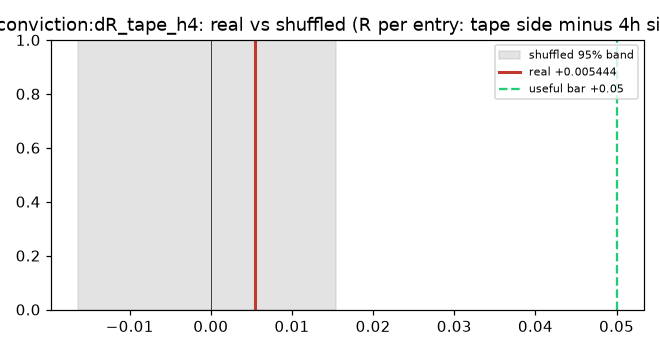 conviction:dR_tape_h4: real vs shuffled (R per entry: tape side minus 4h si
shuffled 95% band
real +0.005444
useful bar +0.05
1.0
0.8
0.6
0.4
0.2
0.0
−0.01 0.00 0.01 0.02 0.03 0.04 0.05